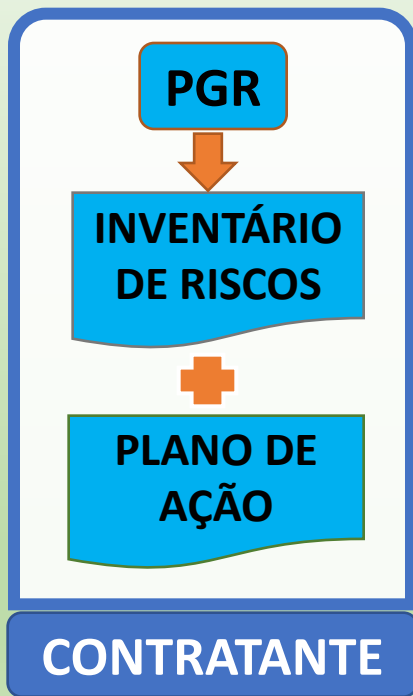 PGR
INVENTÁRIO
DE RISCOS
PLANO DE
AÇÃO
CONTRATANTE